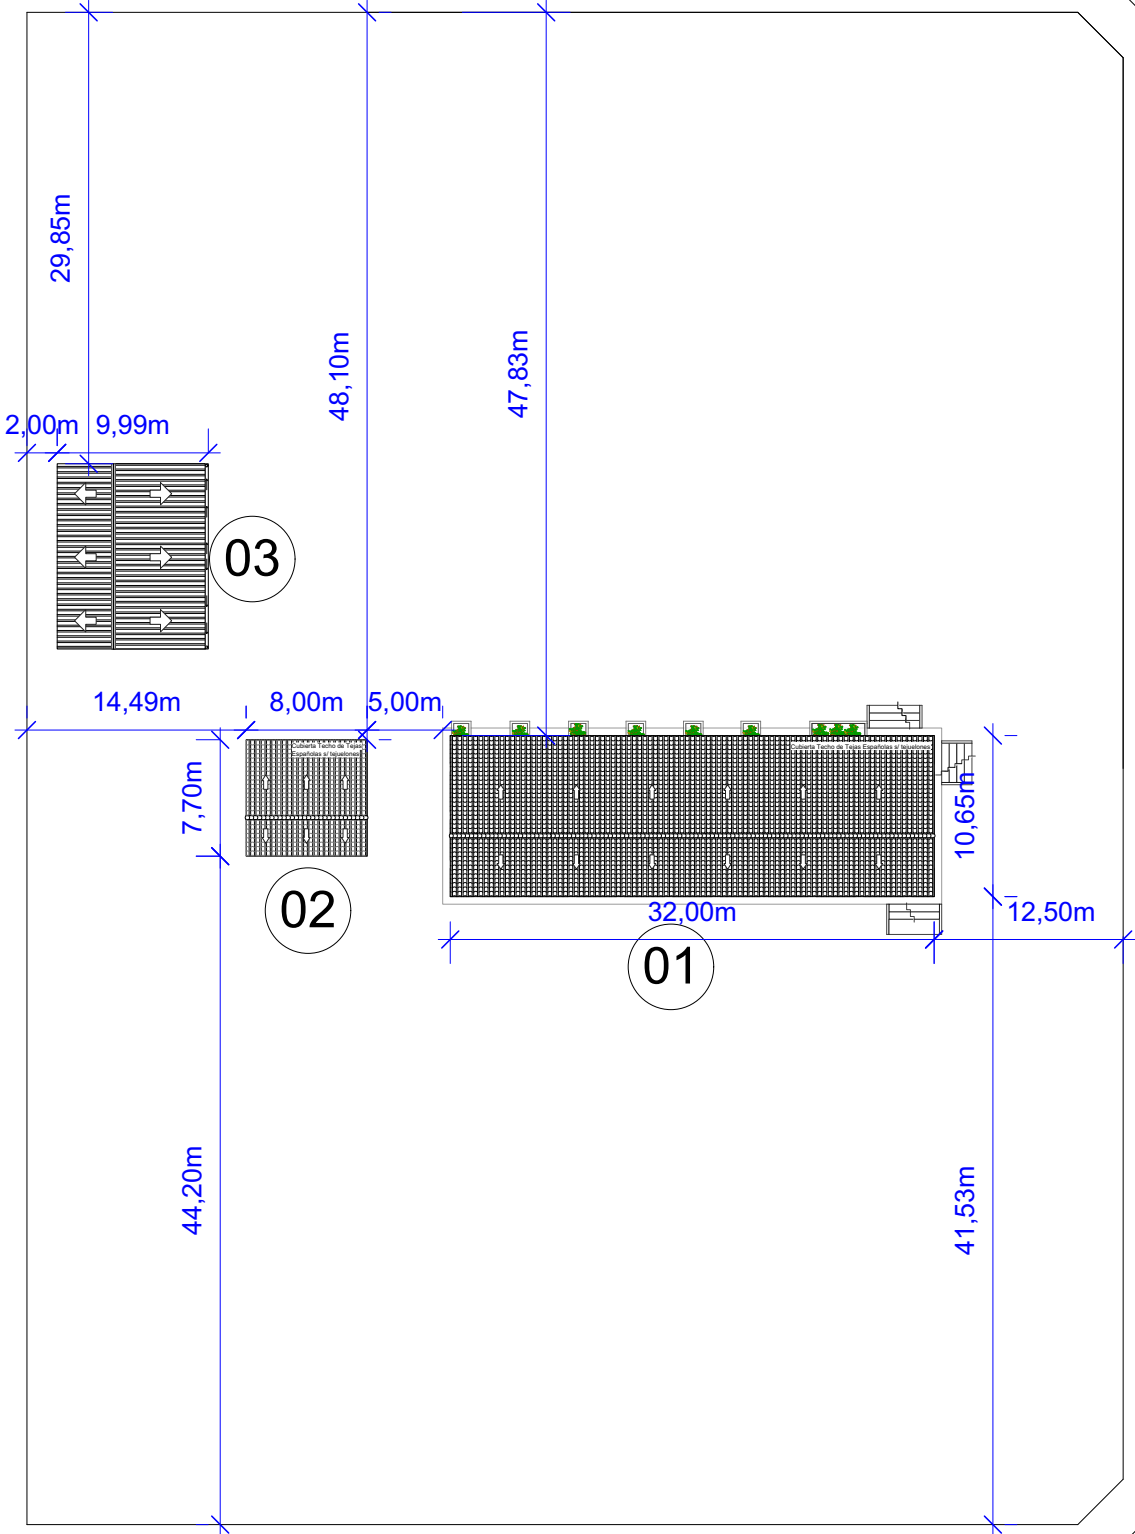 29,85m
48,10m
47,83m
2,00m
9,99m
03
14,49m
8,00m
5,00m
Cubierta Techo de Tejas
Españolas s/ tejuelones
Cubierta Techo de Tejas Españolas s/ tejuelones
7,70m
10,65m
02
32,00m
12,50m
01
44,20m
41,53m